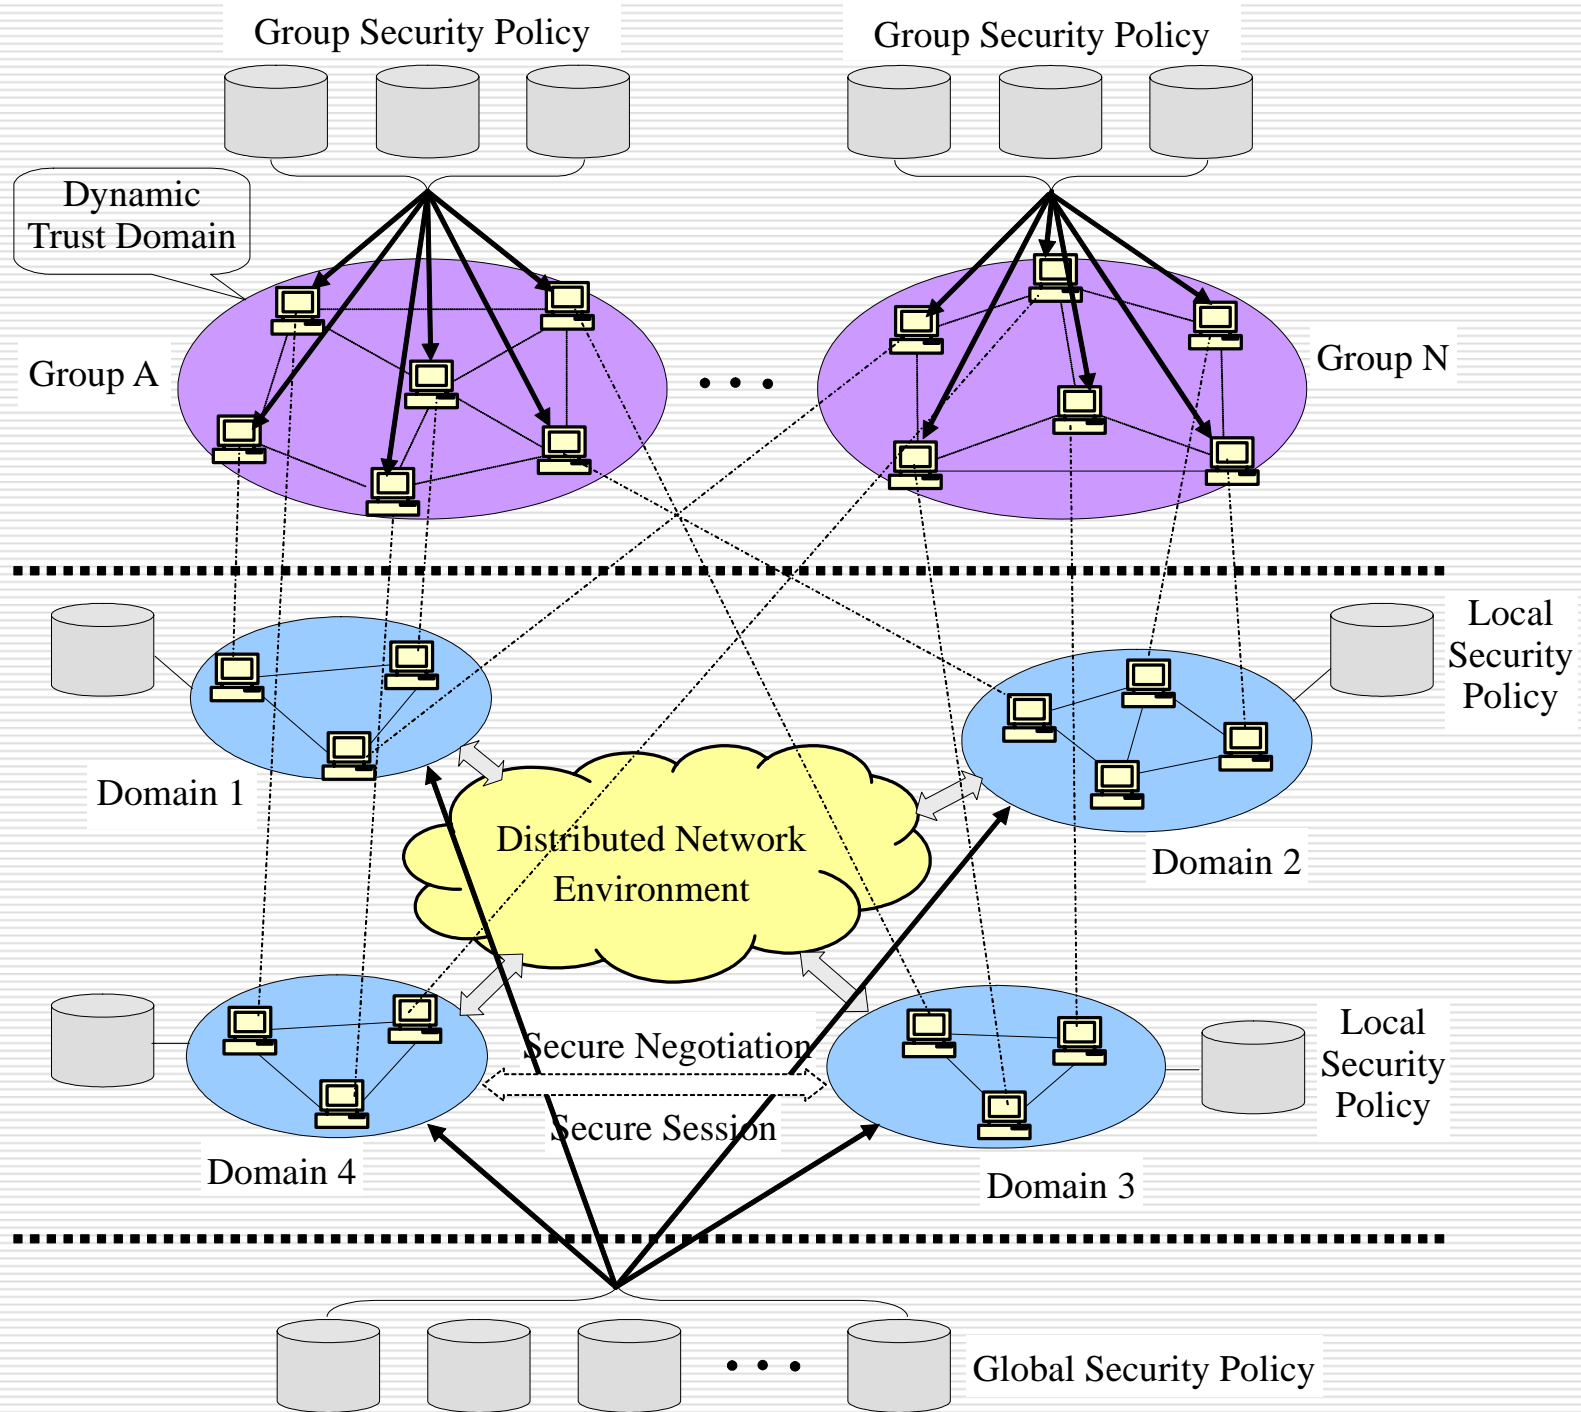 Group Security Policy
Group Security Policy
Dynamic
Trust Domain
Group A
• • •
Group N
Local
Security
Policy
Domain 1
Distributed Network
Environment
Domain 2
Secure Negotiation
Local
Security
Policy
Secure Session
Domain 4
Domain 3
• • •
Global Security Policy